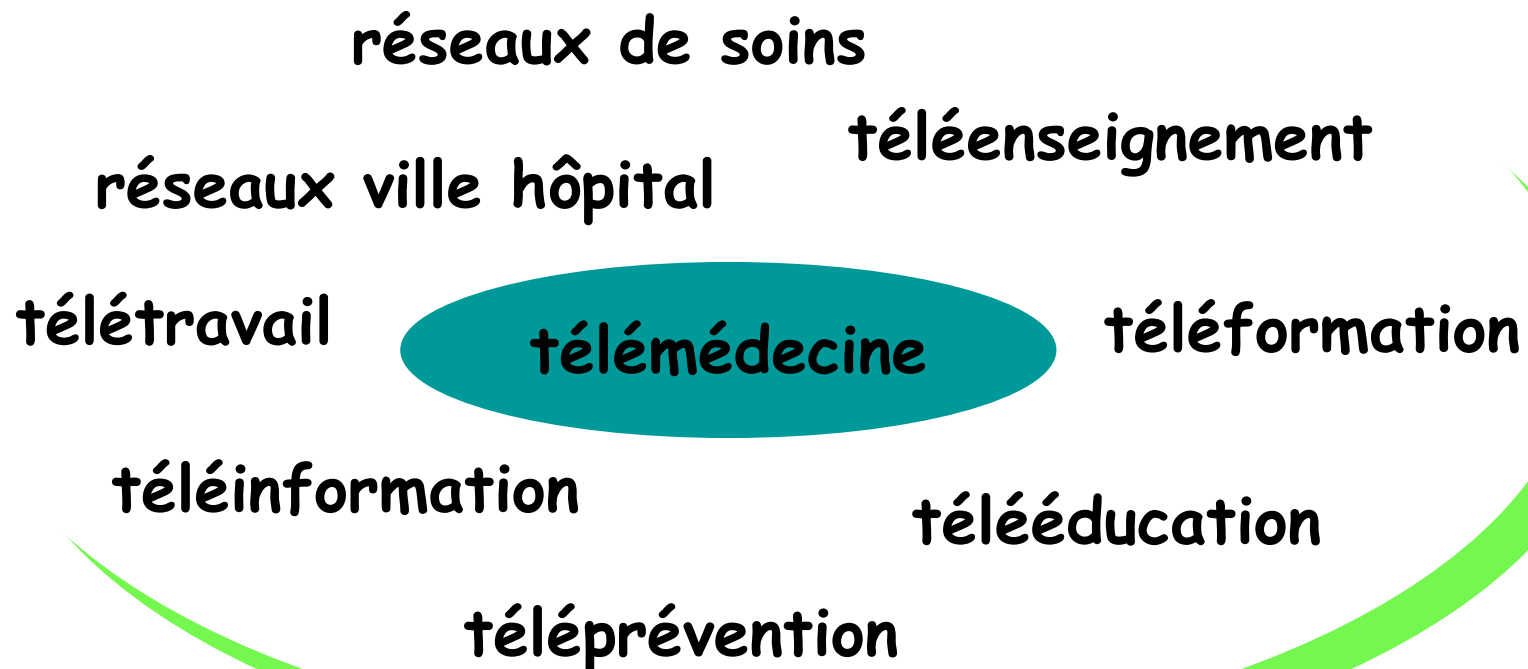 réseaux de soins
téléenseignement
réseaux ville hôpital
télétravail
télémédecine
téléformation
téléinformation
télééducation
téléprévention